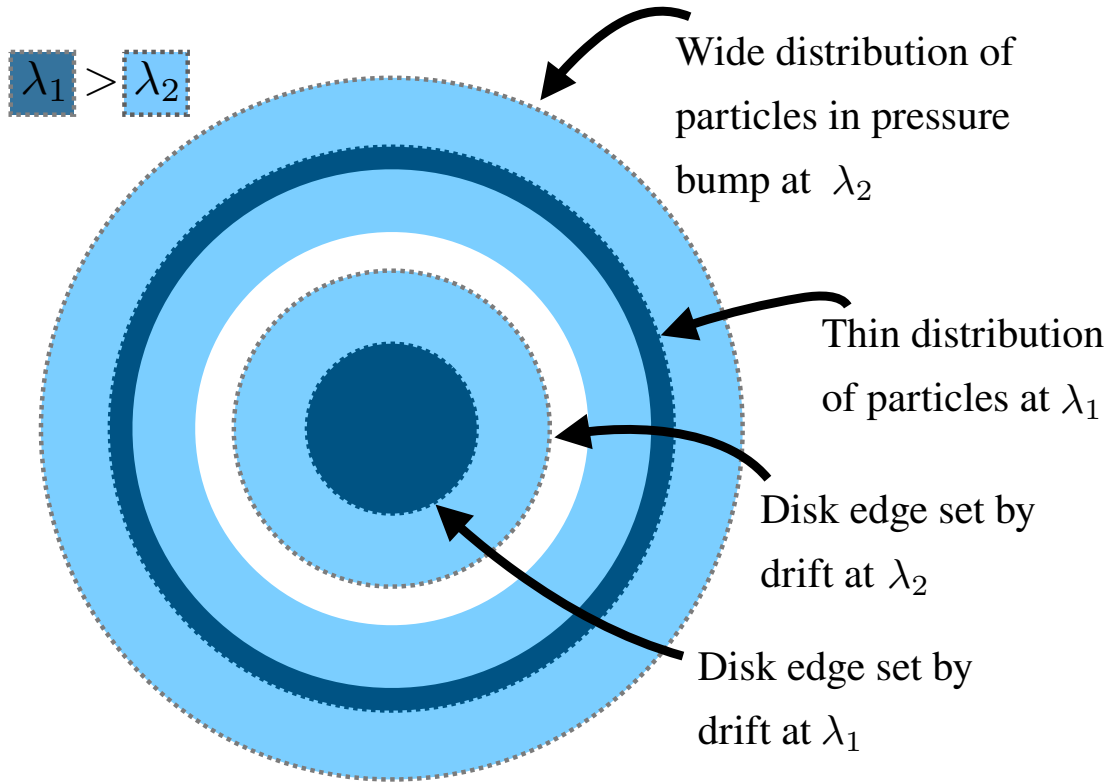 λ₁ > λ₂
Wide distribution of
particles in pressure
bump at λ₂
Thin distribution
of particles at λ₁
Disk edge set by
drift at λ₂
Disk edge set by
drift at λ₁